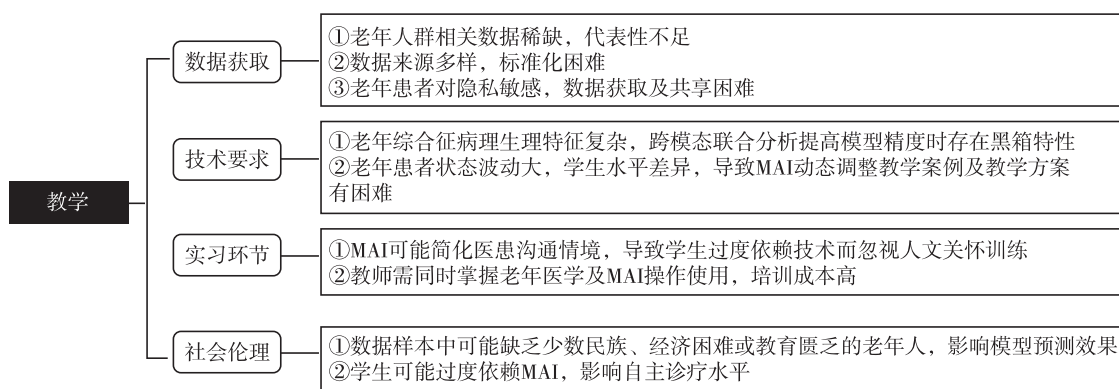 教学
数据获取
①老年人群相关数据稀缺，代表性不足
②数据来源多样，标准化困难
③老年患者对隐私敏感，数据获取及共享困难
技术要求
①老年综合征病理生理特征复杂，跨模态联合分析提高模型精度时存在黑箱特性
②老年患者状态波动大，学生水平差异，导致MAI动态调整教学案例及教学方案
有困难
实习环节
①MAI可能简化医患沟通情境，导致学生过度依赖技术而忽视人文关怀训练
②教师需同时掌握老年医学及MAI操作使用，培训成本高
社会伦理
①数据样本中可能缺乏少数民族、经济困难或教育匮乏的老年人，影响模型预测效果
②学生可能过度依赖MAI，影响自主诊疗水平